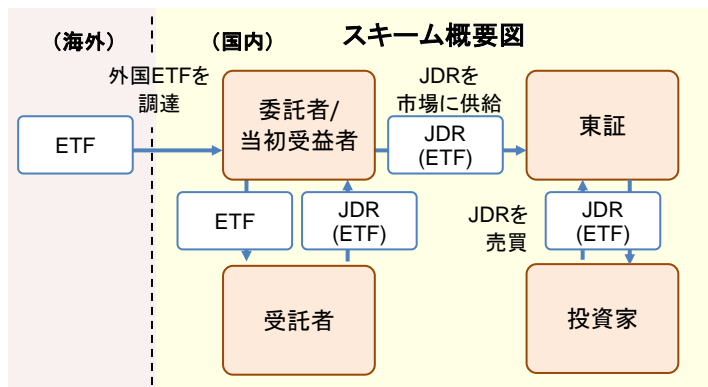 （海外）
（国内）
スキーム概要図
外国ETFを
調達
委託者/
当初受益者
JDRを
市場に供給
東証
ETF
JDR
(ETF)
ETF
JDR
(ETF)
JDRを
売買
JDR
(ETF)
受託者
投資家